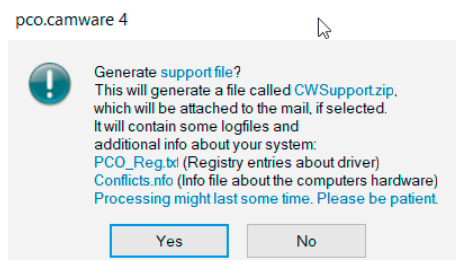 pco.camware 4
Generate support file?
This will generate a file called CWSupport.zip,
which will be attached to the mail, if selected.
It will contain some logfiles and
additional info about your system:
PCO_Reg.txt (Registry entries about driver)
Conflicts.nfo (Info file about the computers hardware)
Processing might last some time. Please be patient.
Yes
No